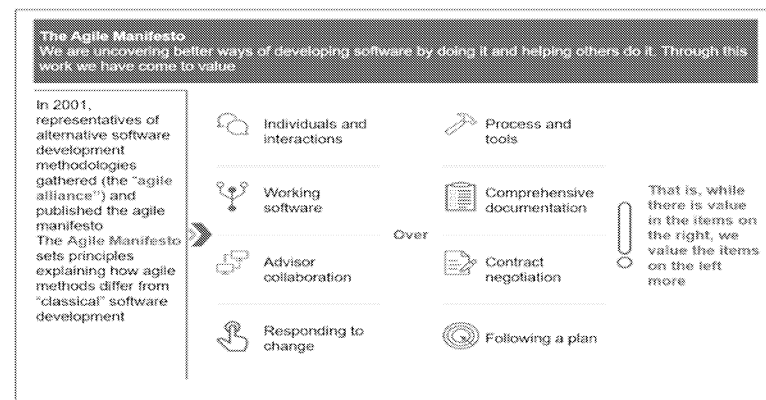 The Agile Manifesto
We are uncovering better ways of developing software by doing it and helping others do it. Through this
work we have come to value
In 2001,
representatives of
alternative software
development
methodologies
gathered (the "agile
alliance") and
published the agile
manifesto
The Agile Manifesto
sets principles
explaining how agile
methods differ from
"classical" software
development
Individuals and
interactions
Working
software
Advisor
collaboration
Responding to
change
Over
Process and
tools
Comprehensive
documentation
Contract
negotiation
Following a plan
That is, while
there is value
in the items on
the right, we
value the items
on the left
more